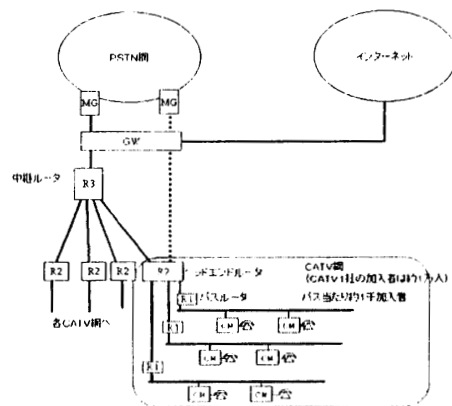 PSTN網
インターネット
MG
MG
GW
中継ルータ
R3
R2
R2
R2
R2
ヘッドエンドルータ
CATV網
(CATV1社の加入者は約1万人)
R1
バスルータ
バス当たり約1千加入者
各CATV網へ
CM
CM
R1
CM
CM
R1
CM
CM